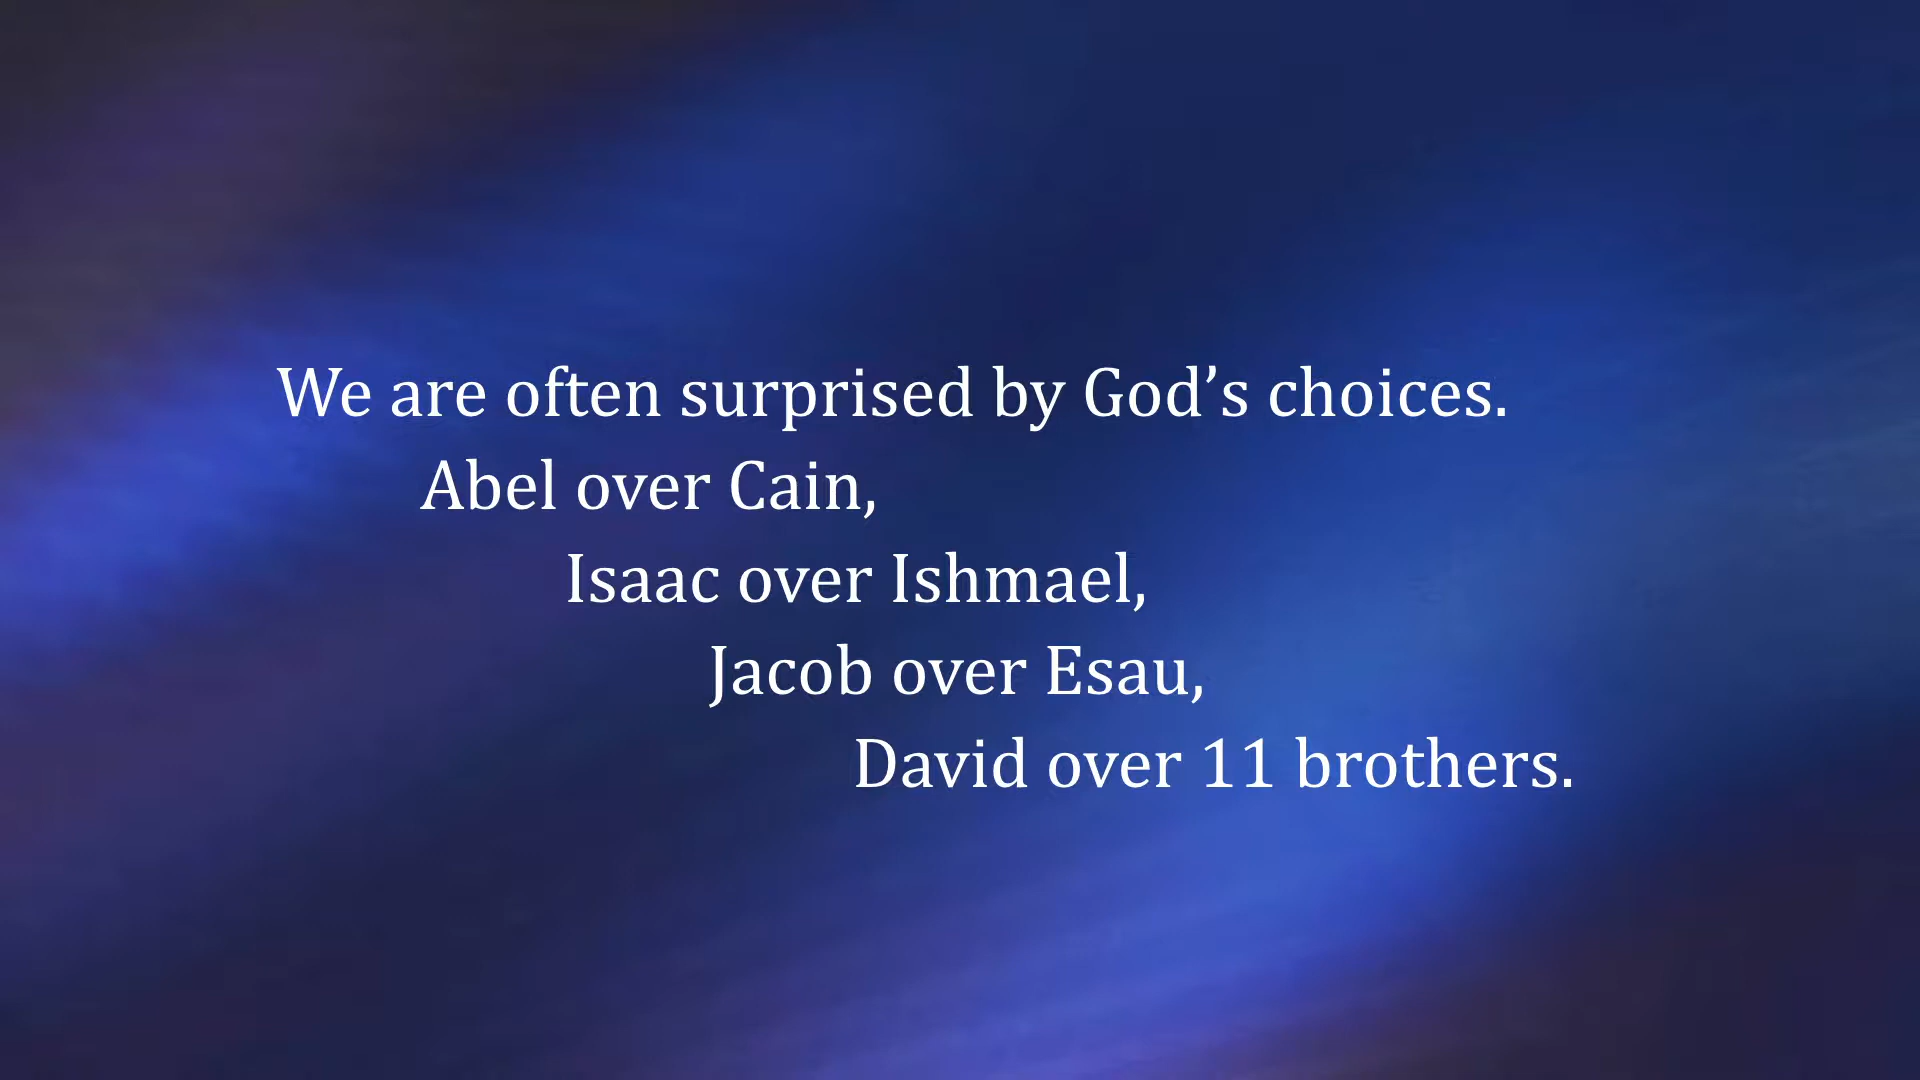 We are often surprised by God’s choices.
Abel over Cain,
Isaac over Ishmael,
Jacob over Esau,
David over 11 brothers.